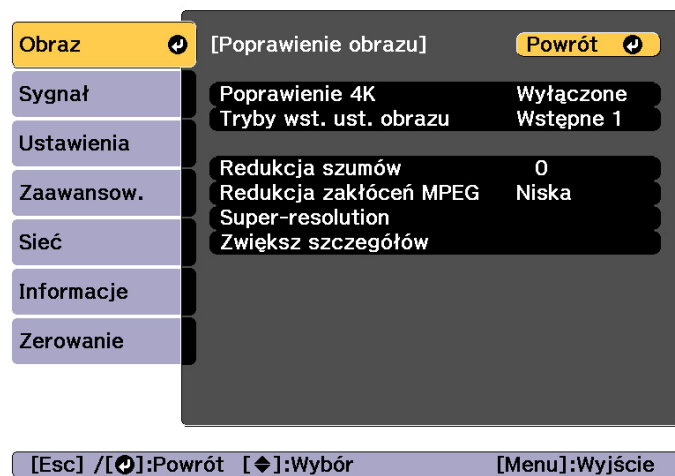 Obraz
[Poprawienie obrazu] Powrót
Sygnał
Poprawienie 4K Wyłączone
Tryby wst. ust. obrazu Wstępne 1
Ustawienia
Redukcja szumów 0
Zaawansow.
Redukcja zakłóceń MPEG Niska
Super-resolution
Sieć
Zwiększ szczegółów
Informacje
Zerowanie
[Esc] /[⏎]:Powrót [◆]:Wybór [Menu]:Wyjście